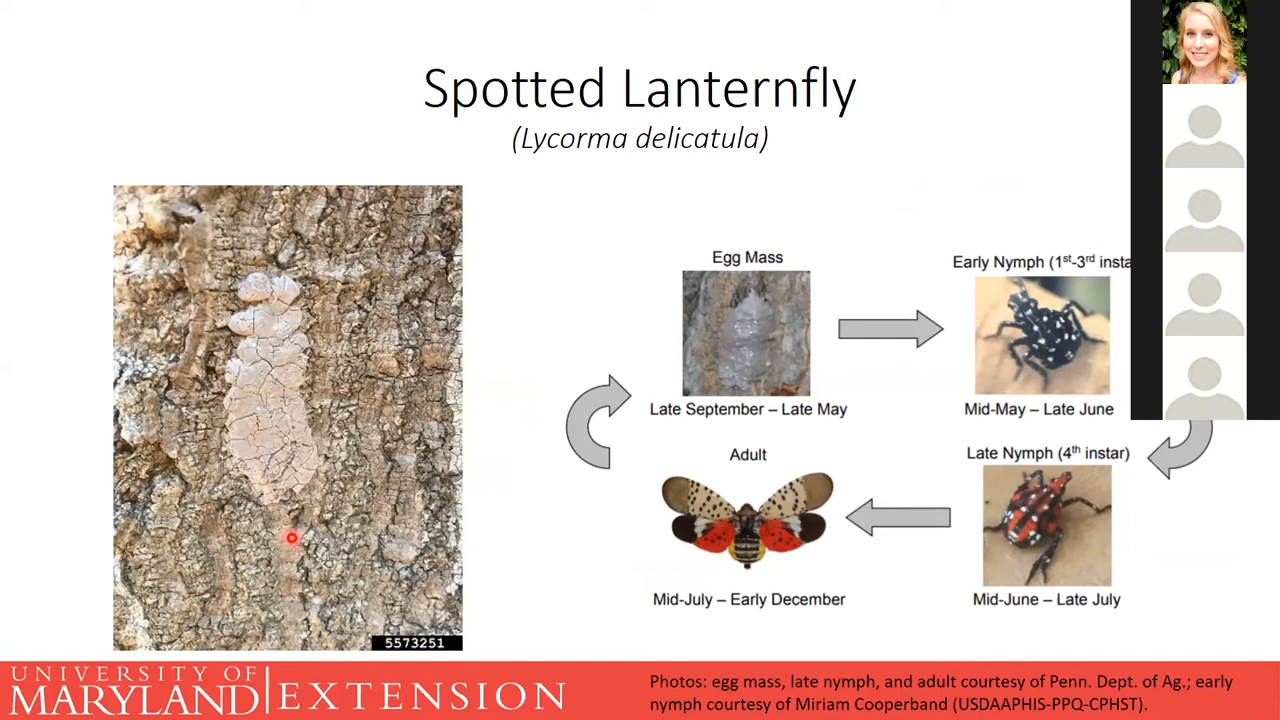 Spotted Lanternfly
(Lycorma delicatula)
Egg Mass
Early Nymph (1st-3rd insta
Late September – Late May
Mid-May – Late June
Adult
Late Nymph (4th instar)
Mid-July – Early December
Mid-June – Late July
5573251
UNIVERSITY OF
MARYLAND
EXTENSION
Photos: egg mass, late nymph, and adult courtesy of Penn. Dept. of Ag.; early
nymph courtesy of Miriam Cooperband (USDAAPHIS-PPQ-CPHST).